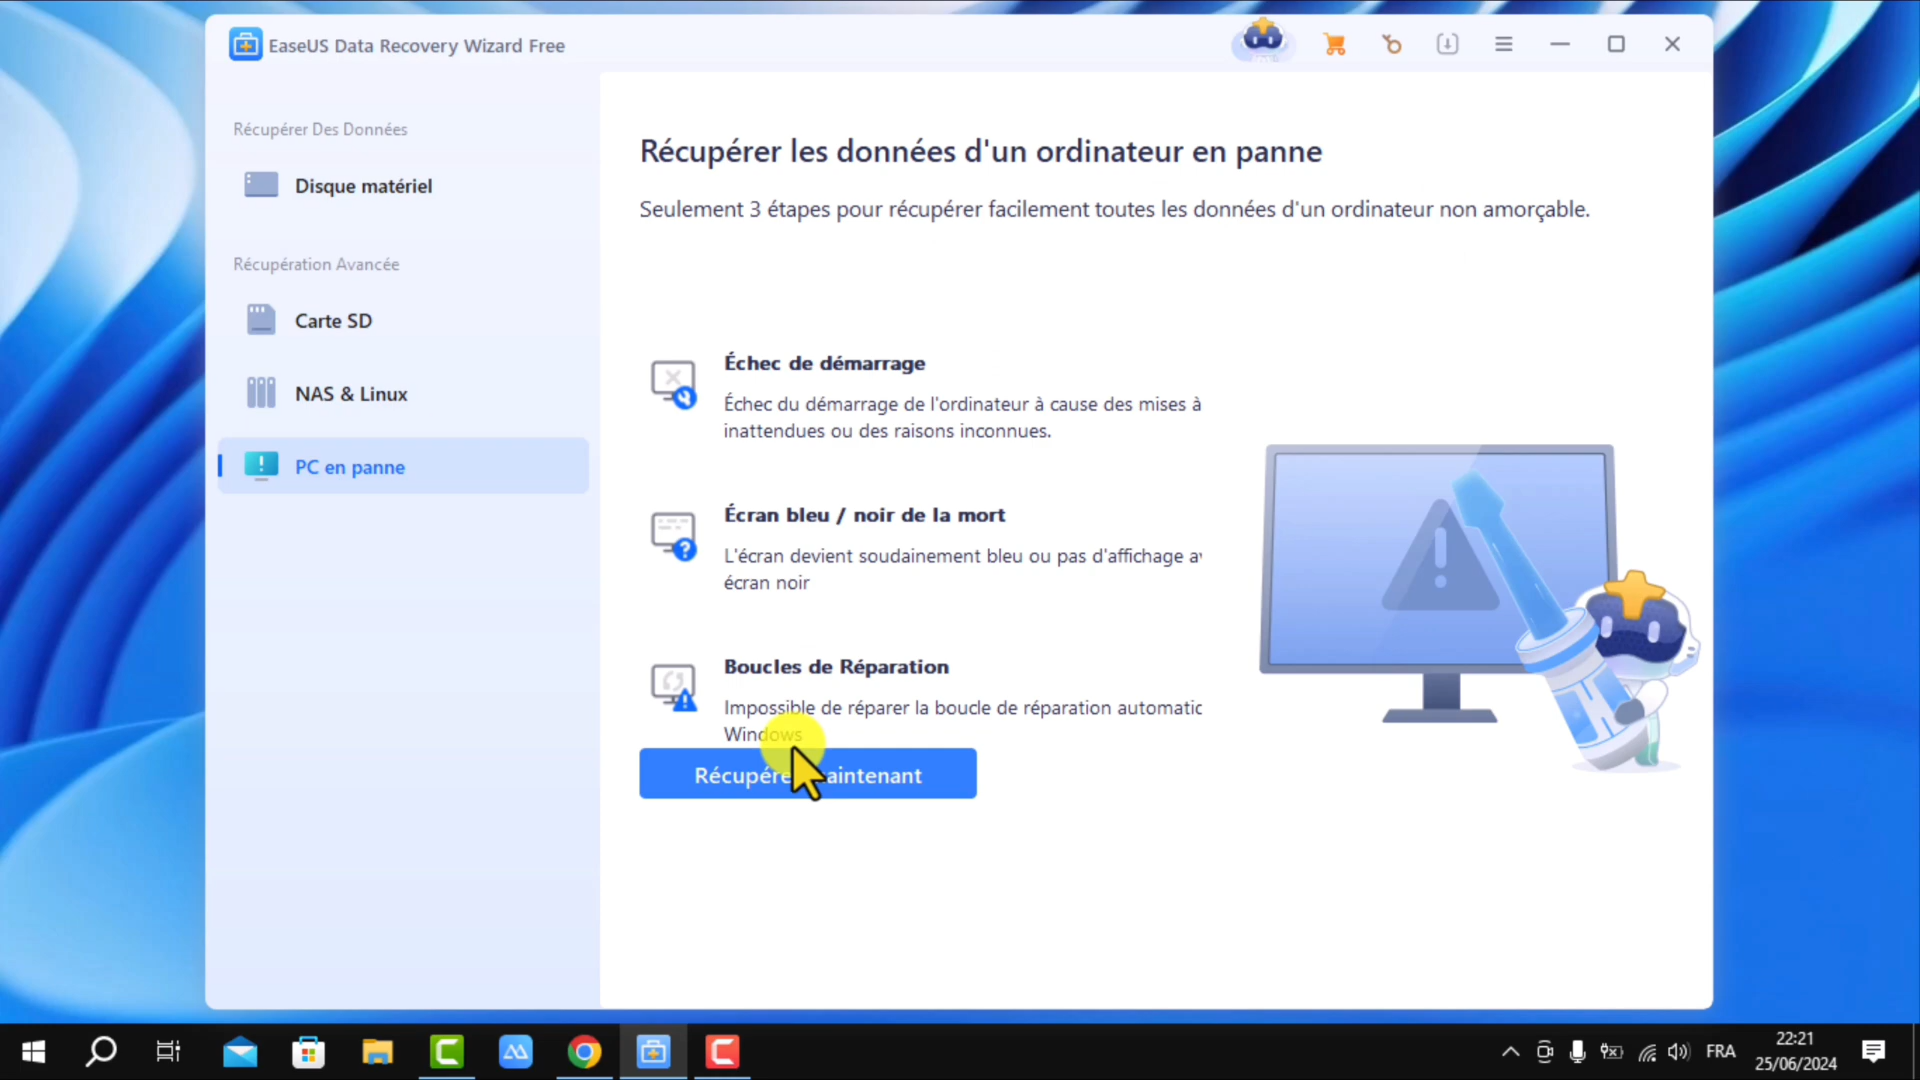 EaseUS Data Recovery Wizard Free
Récupérer Des Données
Disque matériel
Récupération Avancée
Carte SD
NAS & Linux
PC en panne
Récupérer les données d'un ordinateur en panne
Seulement 3 étapes pour récupérer facilement toutes les données d'un ordinateur non amorçable.
Échec de démarrage
Échec du démarrage de l'ordinateur à cause des mises à
inattendues ou des raisons inconnues.
Écran bleu / noir de la mort
L'écran devient soudainement bleu ou pas d'affichage av
écran noir
Boucles de Réparation
Impossible de réparer la boucle de réparation automatic
Windows
Récupérer maintenant
FRA
22:21
25/06/2024